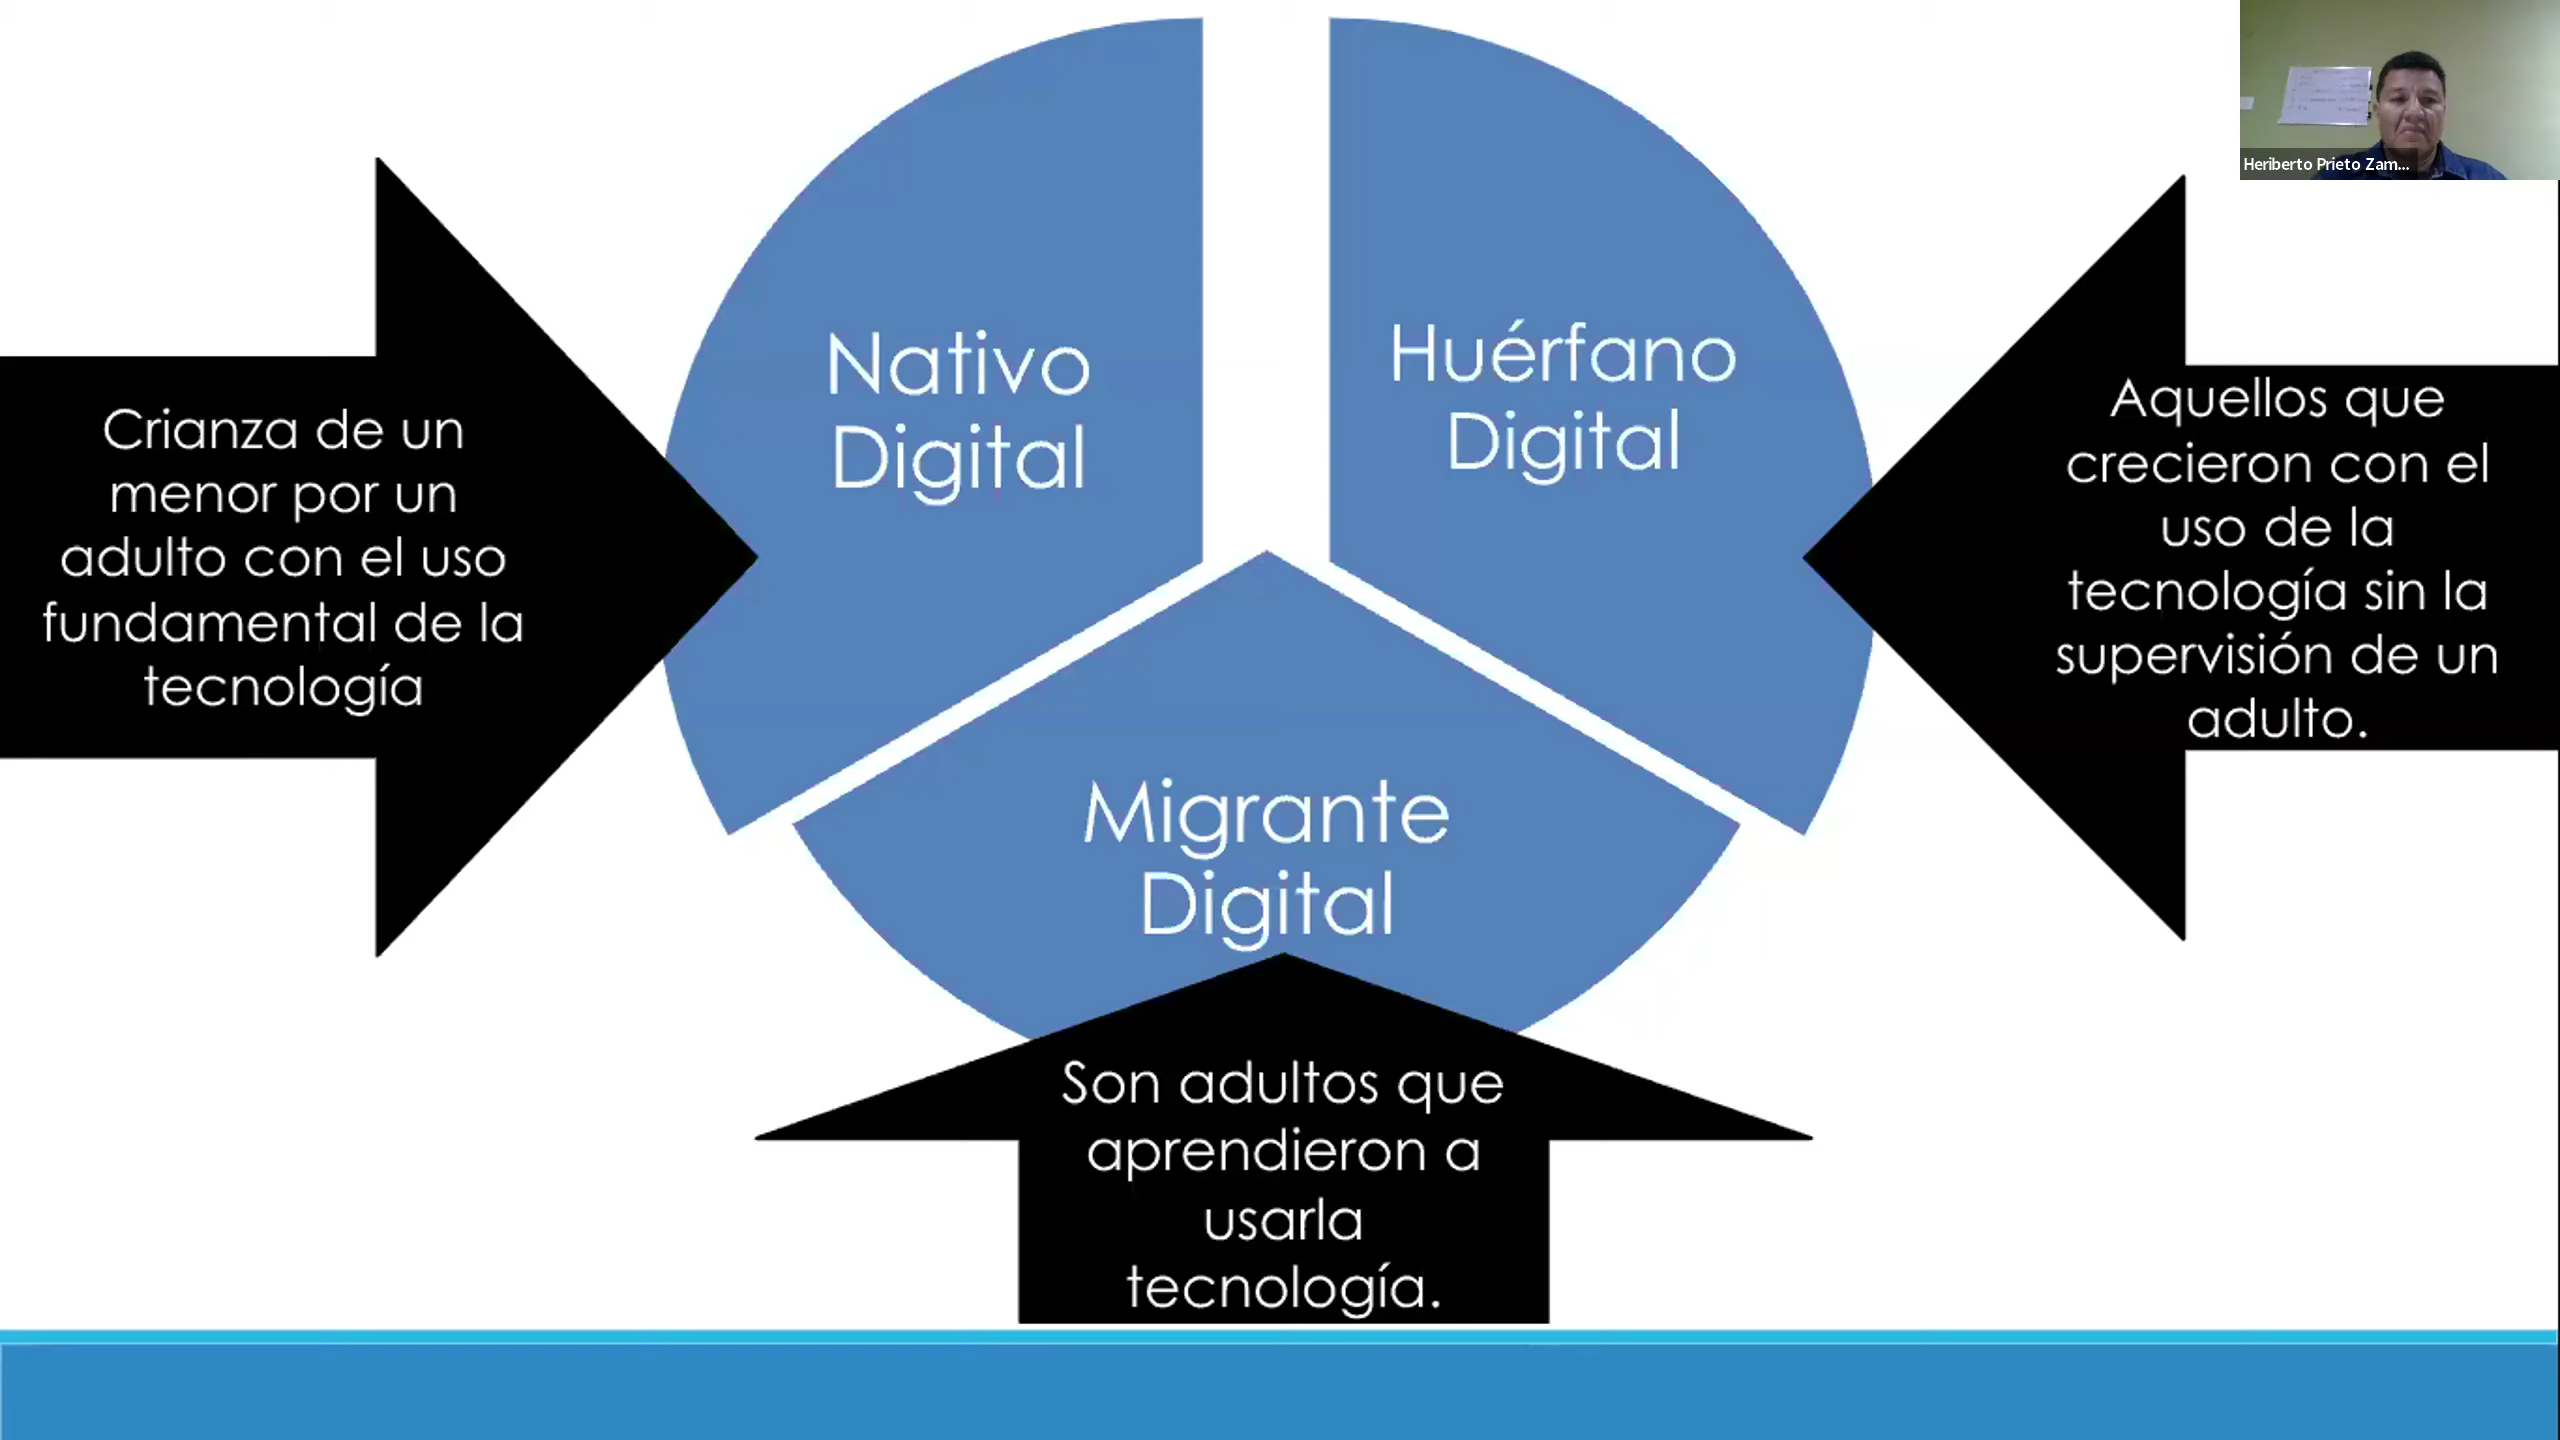 Heriberto Prieto Zam...
Nativo
Digital
Huérfano
Digital
Migrante
Digital
Crianza de un
menor por un
adulto con el uso
fundamental de la
tecnología
Aquellos que
crecieron con el
uso de la
tecnología sin la
supervisión de un
adulto.
Son adultos que
aprendieron a
usarla
tecnología.